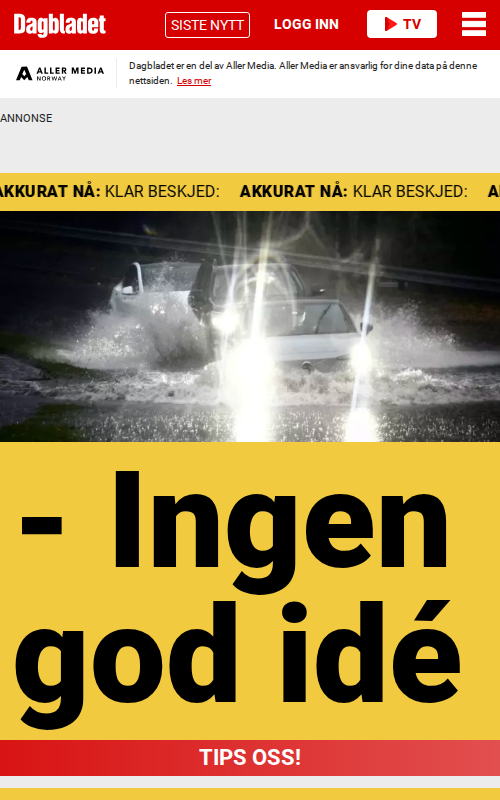 Dagbladet SISTE NYTT LOGG INN TV
ALLER MEDIA
NORWAY
Dagbladet er en del av Aller Media. Aller Media er ansvarlig for dine data på denne
nettsiden. Les mer
ANNONSE
AKKURAT NÅ: KLAR BESKJED: AKKURAT NÅ: KLAR BESKJED:
- Ingen
god idé
TIPS OSS!